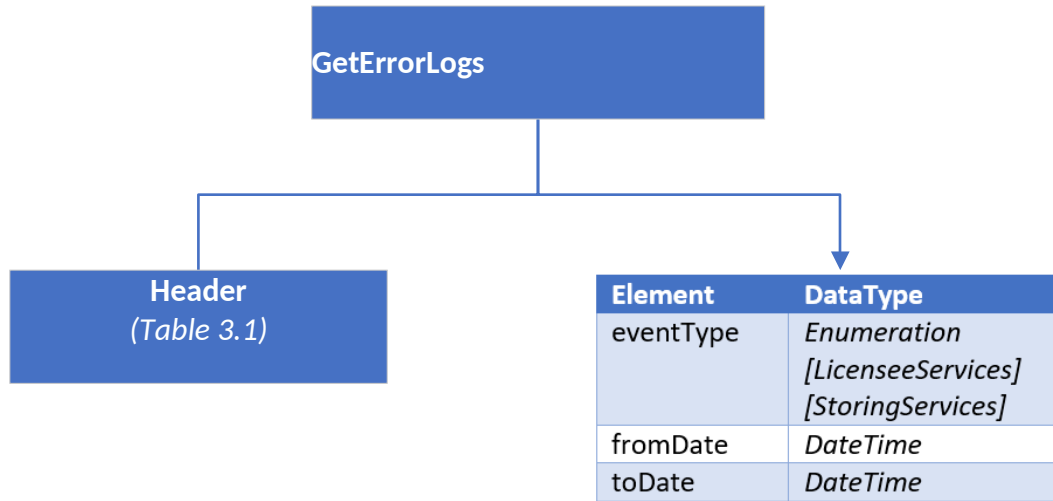 GetErrorLogs
Header
(Table 3.1)
Element DataType
eventType Enumeration
[LicenseeServices]
[StoringServices]
fromDate DateTime
toDate DateTime